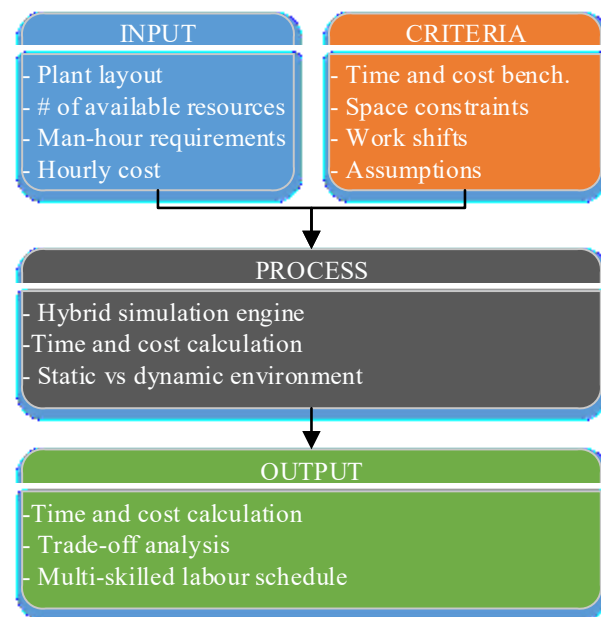 INPUT
- Plant layout
- # of available resources
- Man-hour requirements
- Hourly cost
CRITERIA
- Time and cost bench.
- Space constraints
- Work shifts
- Assumptions
PROCESS
- Hybrid simulation engine
-Time and cost calculation
- Static vs dynamic environment
OUTPUT
-Time and cost calculation
- Trade-off analysis
- Multi-skilled labour schedule